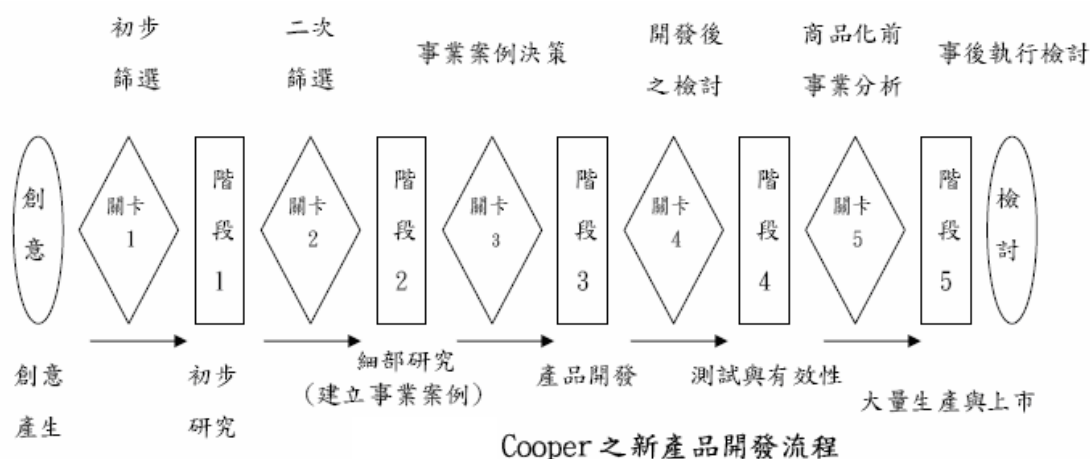 初步
篩選
二次
篩選
事業案例決策
開發後
之檢討
商品化前
事業分析
事後執行檢討
創
意
關卡
1
階
段
1
關卡
2
階
段
2
關卡
3
階
段
3
關卡
4
階
段
4
關卡
5
階
段
5
檢
討
創意
產生
初步
研究
細部研究
(建立事業案例)
產品開發
測試與有效性
大量生產與上市
Cooper之新產品開發流程